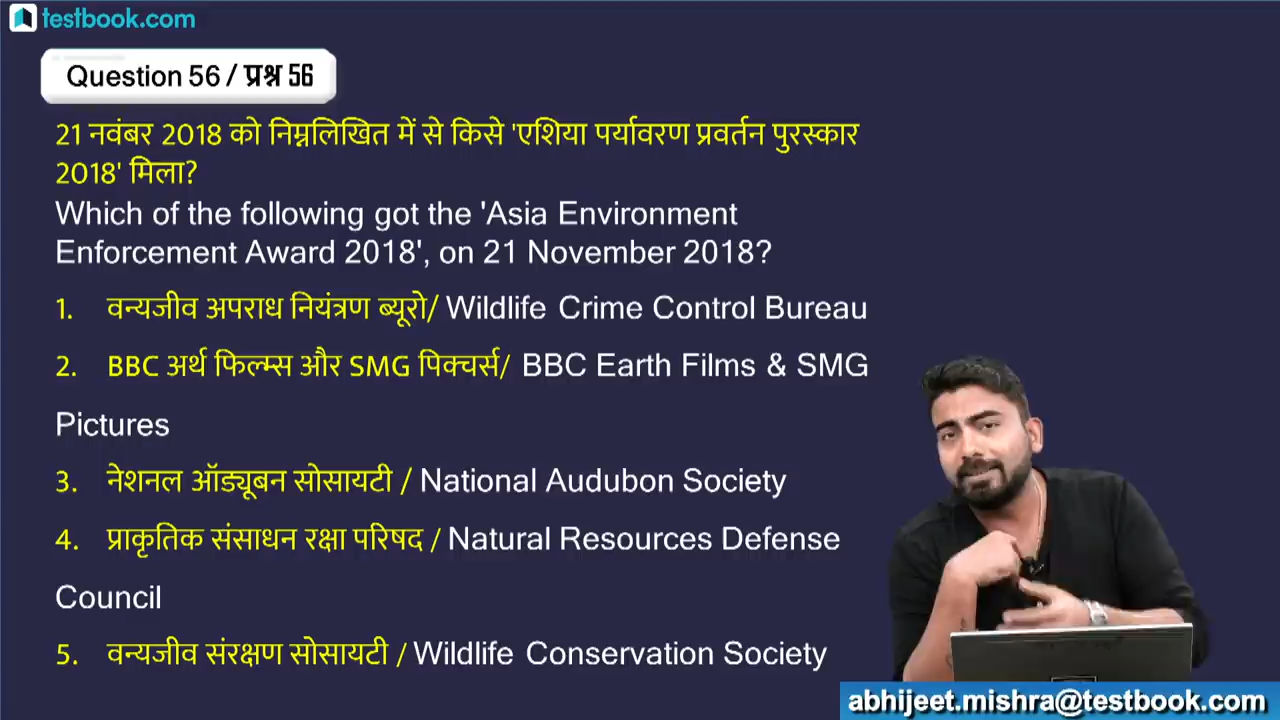 testbook.com
Question 56 / प्रश्न 56
21 नवंबर 2018 को निम्नलिखित में से किसे 'एशिया पर्यावरण प्रवर्तन पुरस्कार
2018' मिला?
Which of the following got the 'Asia Environment
Enforcement Award 2018', on 21 November 2018?
1. वन्यजीव अपराध नियंत्रण ब्यूरो/ Wildlife Crime Control Bureau
2. BBC अर्थ फिल्म्स और SMG पिक्चर्स/ BBC Earth Films & SMG
Pictures
3. नेशनल ऑड्यूबन सोसायटी / National Audubon Society
4. प्राकृतिक संसाधन रक्षा परिषद / Natural Resources Defense
Council
5. वन्यजीव संरक्षण सोसायटी / Wildlife Conservation Society
abhijeet.mishra@testbook.com